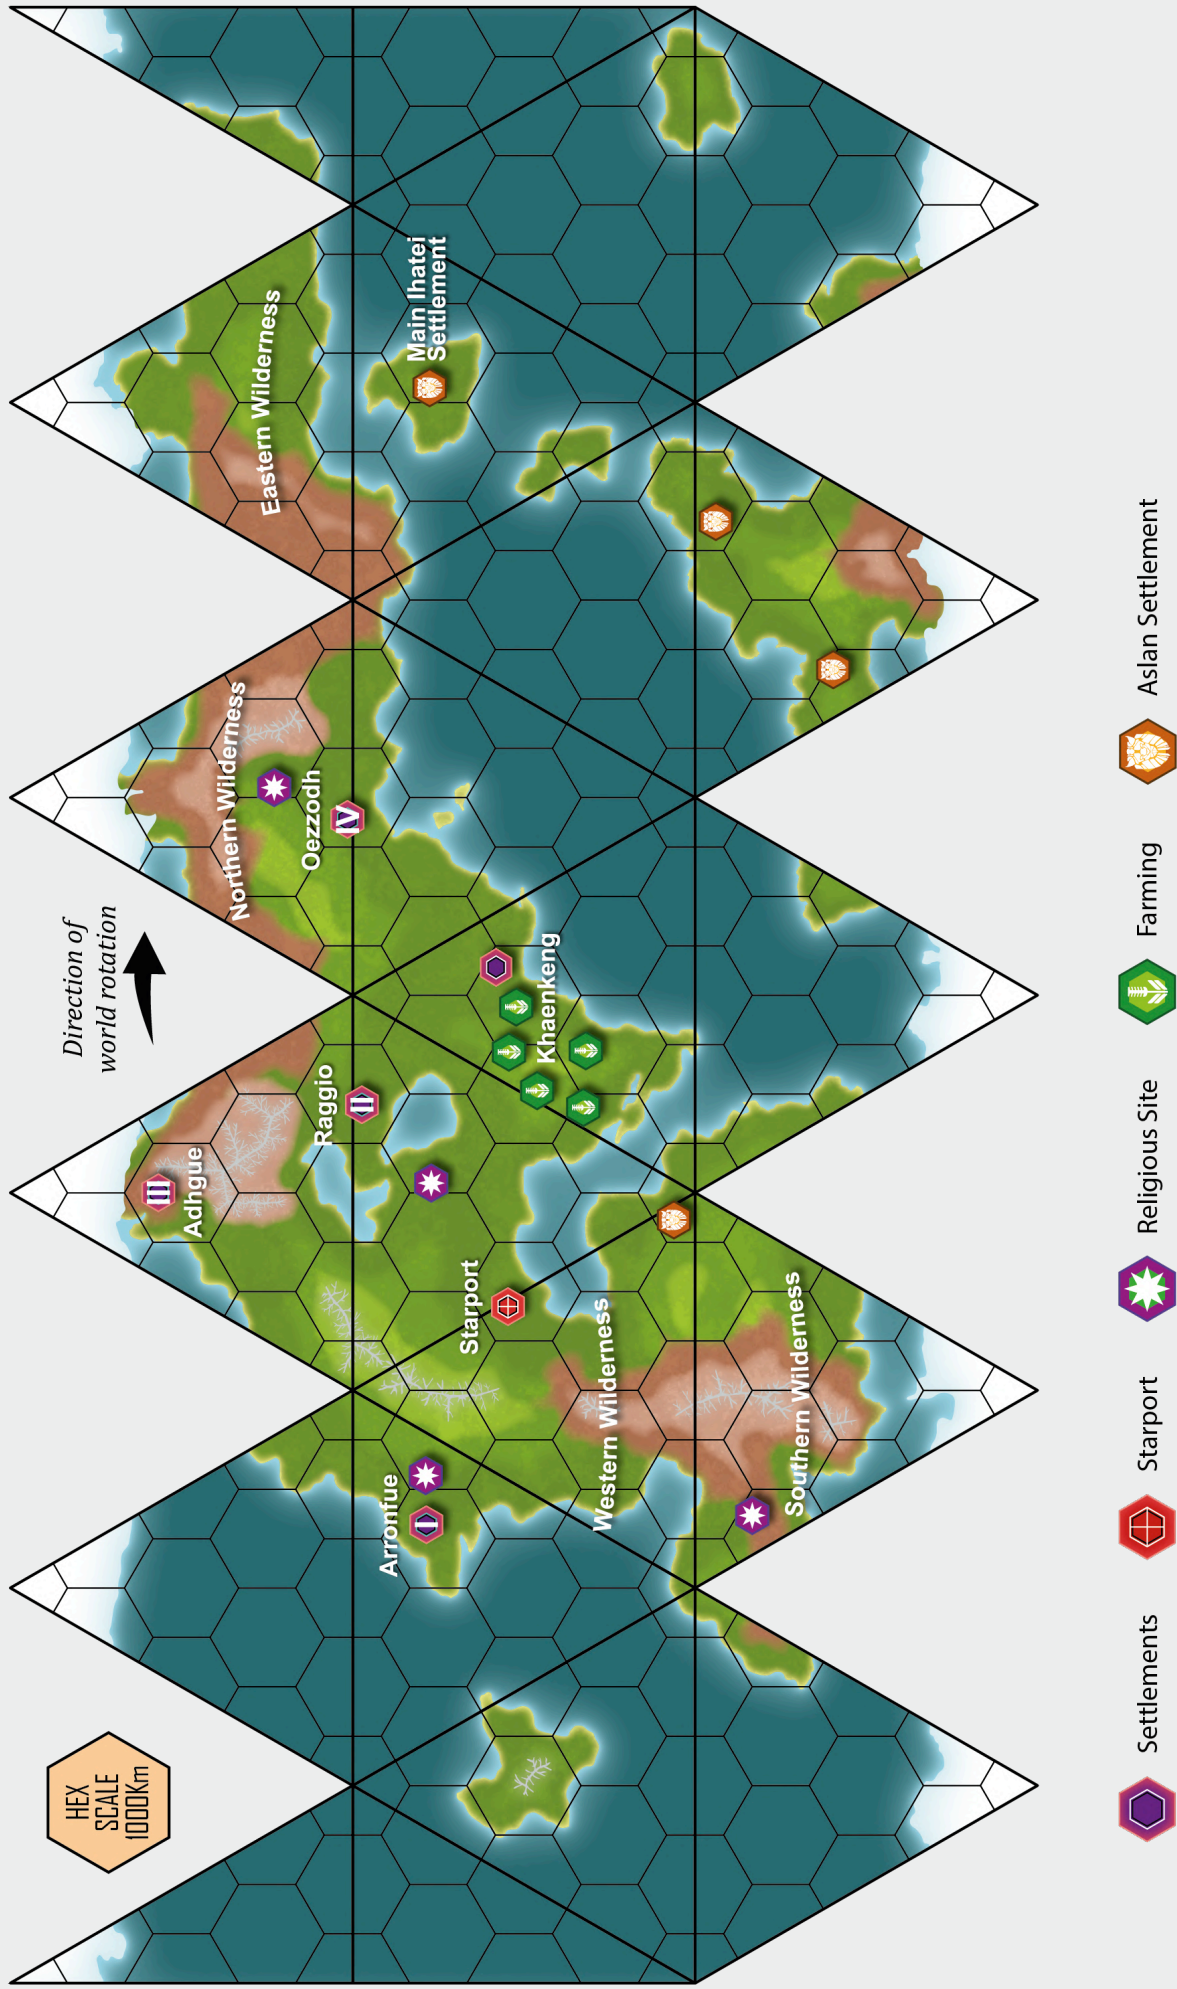 HEX
SCALE
1000Km
Direction of
world rotation
Adhgue
Raggio
Northern Wilderness
Oezzodh
Eastern Wilderness
Main Ihatei
Settlement
Arronfue
I
II
III
IV
Starport
Khaenkeng
Western Wilderness
Southern Wilderness
Settlements
Starport
Religious Site
Farming
Aslan Settlement